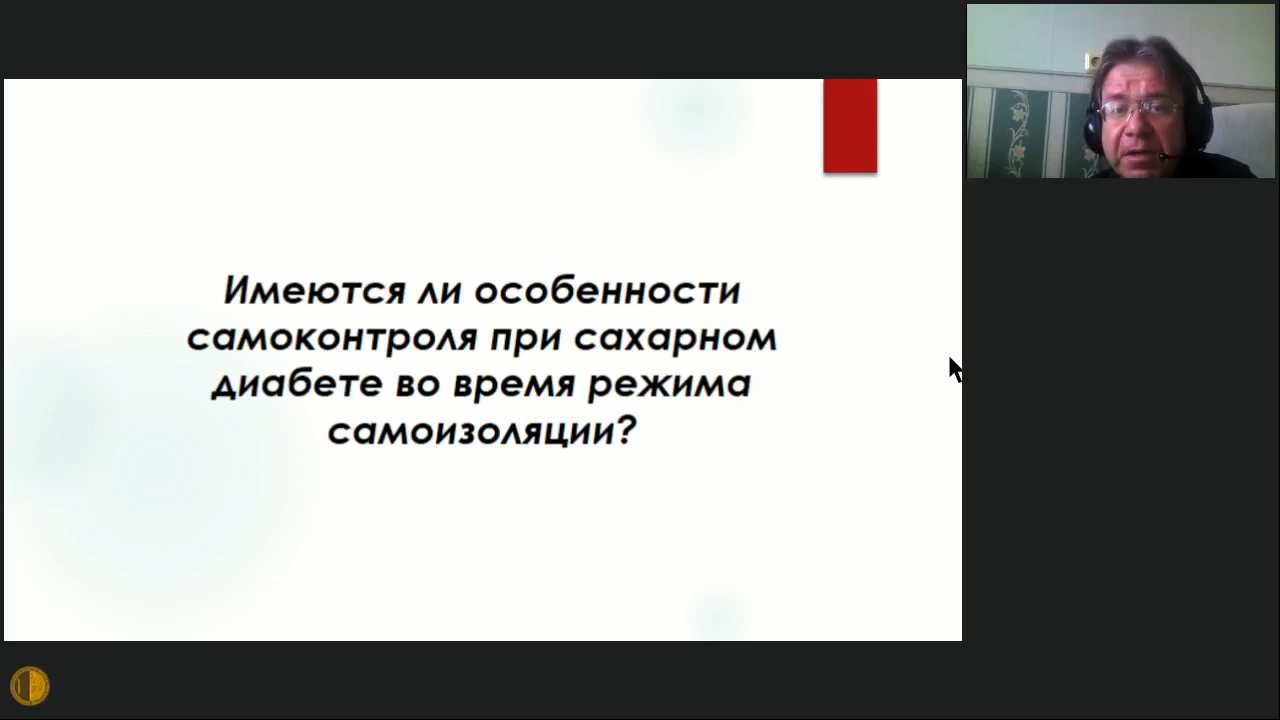 Имеются ли особенности
самоконтроля при сахарном
диабете во время режима
самоизоляции?